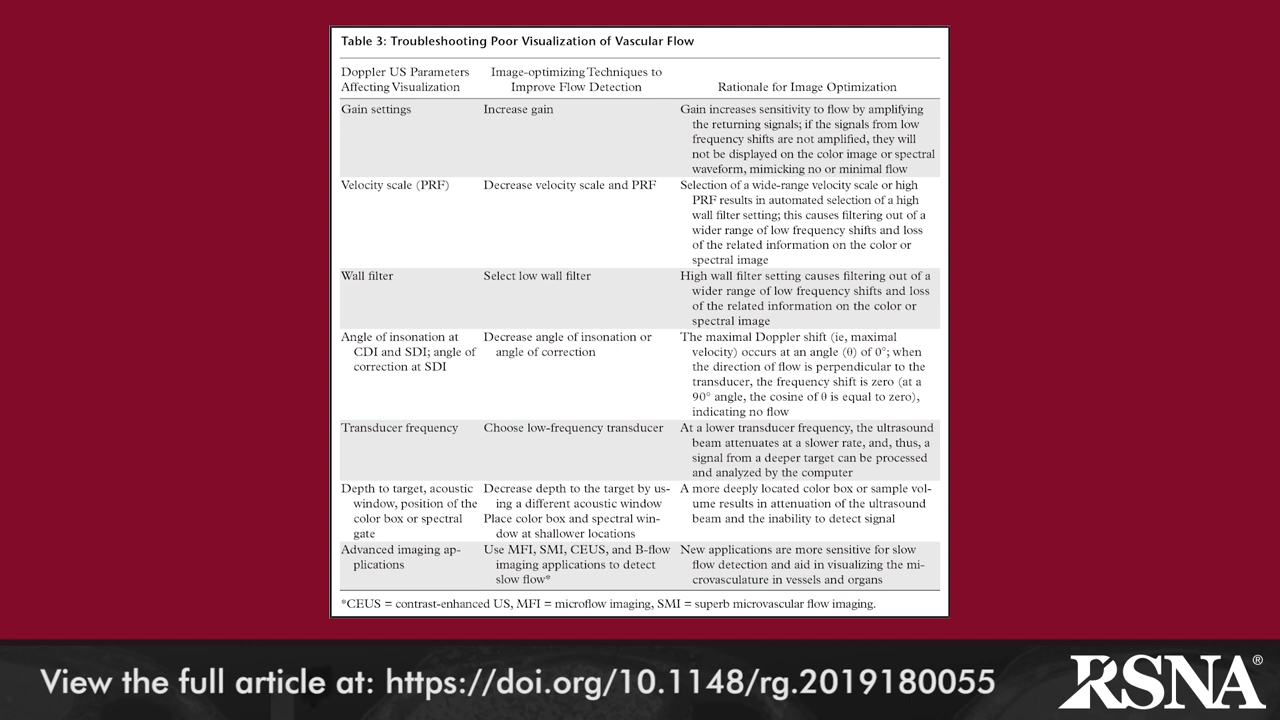 Table 3: Troubleshooting Poor Visualization of Vascular Flow
Doppler US Parameters
Affecting Visualization
Image-optimizing Techniques to
Improve Flow Detection
Rationale for Image Optimization
Gain settings
Increase gain
Gain increases sensitivity to flow by amplifying
the returning signals; if the signals from low
frequency shifts are not amplified, they will
not be displayed on the color image or spectral
waveform, mimicking no or minimal flow
Velocity scale (PRF)
Decrease velocity scale and PRF
Selection of a wide-range velocity scale or high
PRF results in automated selection of a high
wall filter setting; this causes filtering out of a
wider range of low frequency shifts and loss
of the related information on the color or
spectral image
Wall filter
Select low wall filter
High wall filter setting causes filtering out of a
wider range of low frequency shifts and loss
of the related information on the color or
spectral image
Angle of insonation at
CDI and SDI; angle of
correction at SDI
Decrease angle of insonation or
angle of correction
The maximal Doppler shift (ie, maximal
velocity) occurs at an angle (θ) of 0°; when
the direction of flow is perpendicular to the
transducer, the frequency shift is zero (at a
90° angle, the cosine of θ is equal to zero),
indicating no flow
Transducer frequency
Choose low-frequency transducer
At a lower transducer frequency, the ultrasound
beam attenuates at a slower rate, and, thus, a
signal from a deeper target can be processed
and analyzed by the computer
Depth to target, acoustic
window, position of the
color box or spectral
gate
Decrease depth to the target by us-
ing a different acoustic window
Place color box and spectral win-
dow at shallower locations
A more deeply located color box or sample vol-
ume results in attenuation of the ultrasound
beam and the inability to detect signal
Advanced imaging ap-
plications
Use MFI, SMI, CEUS, and B-flow
imaging applications to detect
slow flow*
New applications are more sensitive for slow
flow detection and aid in visualizing the mi-
crovasculature in vessels and organs
*CEUS = contrast-enhanced US, MFI = microflow imaging, SMI = superb microvascular flow imaging.
View the full article at: https://doi.org/10.1148/rg.2019180055
RSNA®